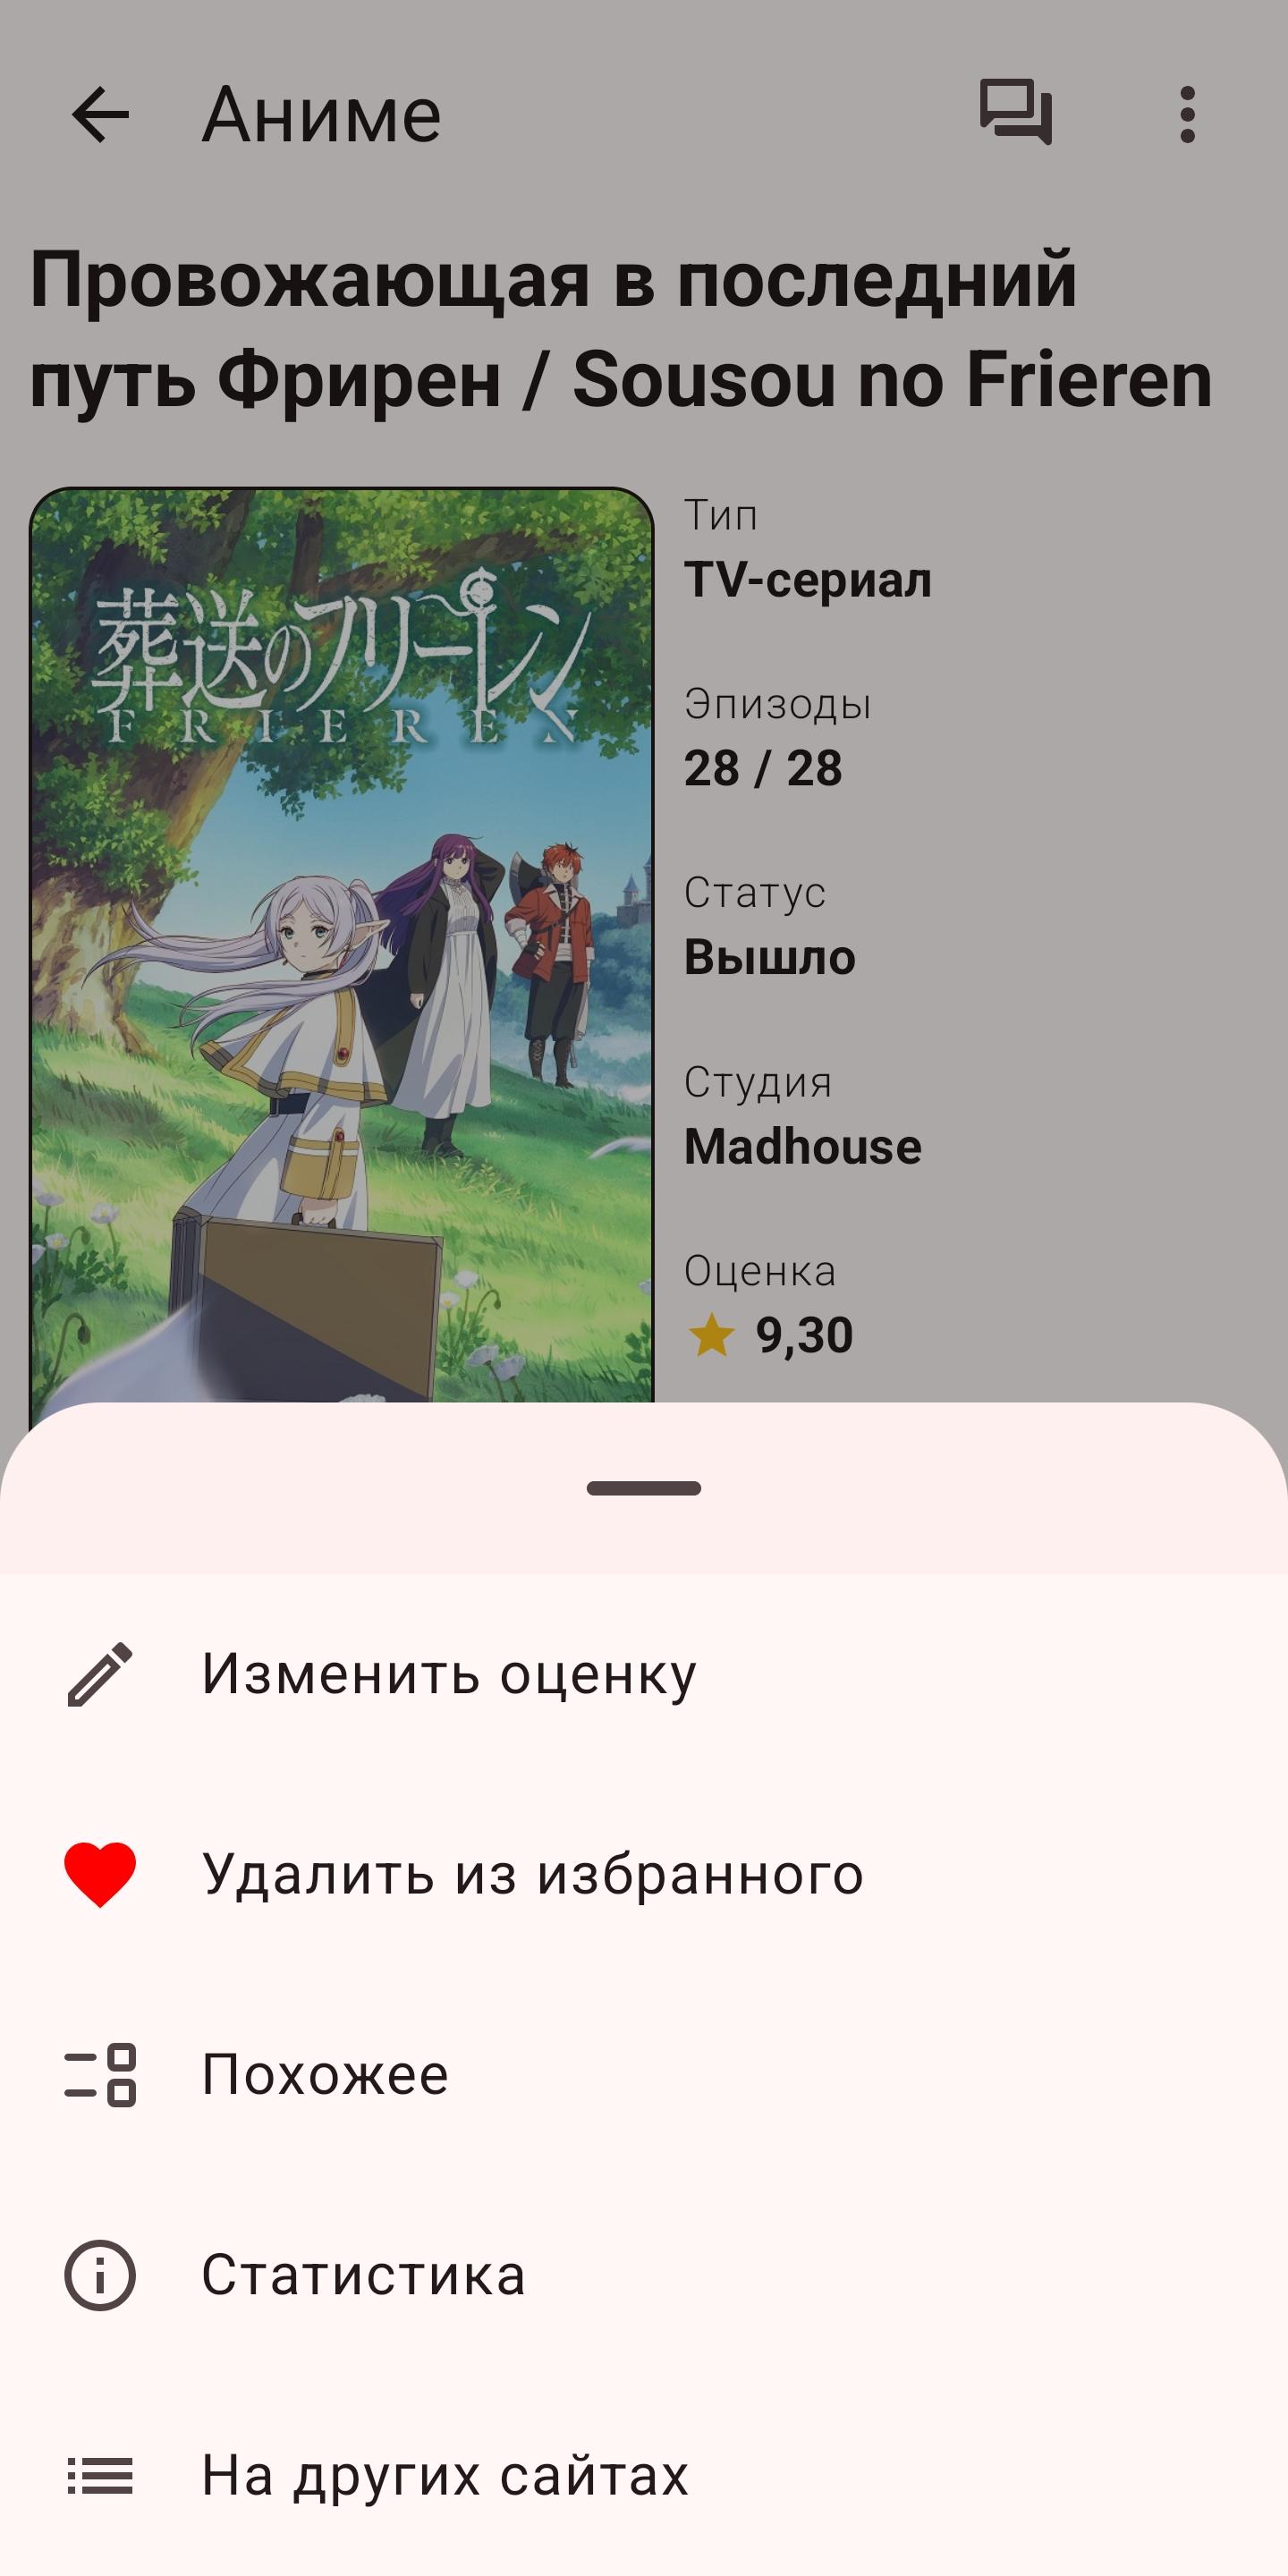 Аниме
Провожающая в последний
путь Фрирен / Sousou no Frieren
葬送のフリーレン
FRIEREN
Тип
TV-сериал
Эпизоды
28 / 28
Статус
Вышло
Студия
Madhouse
Оценка
9,30
Изменить оценку
Удалить из избранного
Похожее
Статистика
На других сайтах